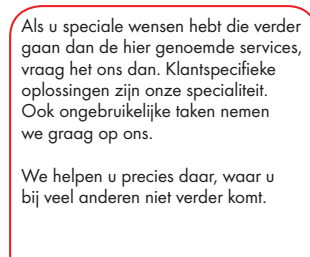 Als u speciale wensen hebt die verder
gaan dan de hier genoemde services,
vraag het ons dan. Klantspecifieke
oplossingen zijn onze specialiteit.
Ook ongebruikelijke taken nemen
we graag op ons.
We helpen u precies daar, waar u
bij veel anderen niet verder komt.